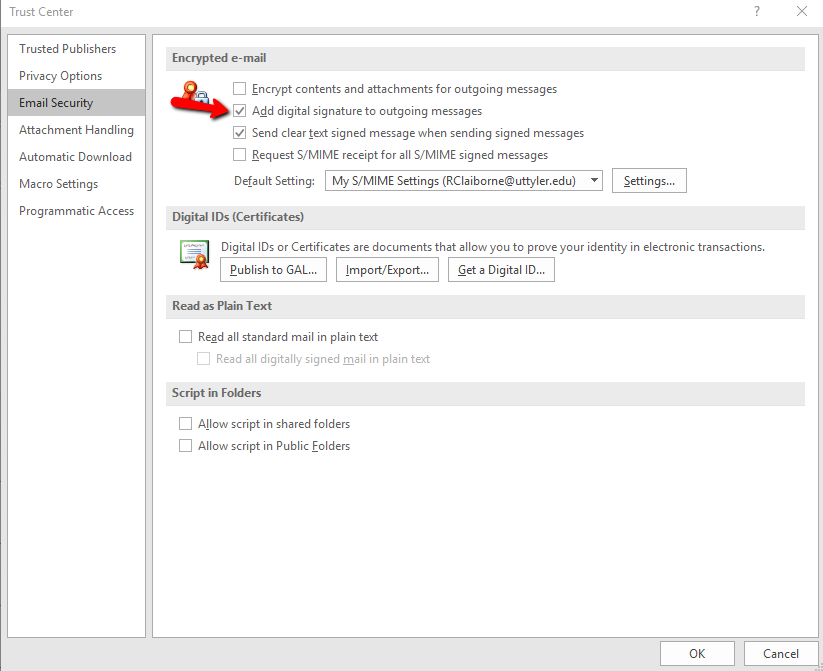 Trust Center
?
Trusted Publishers
Privacy Options
Email Security
Attachment Handling
Automatic Download
Macro Settings
Programmatic Access
Encrypted e-mail
Encrypt contents and attachments for outgoing messages
Add digital signature to outgoing messages
Send clear text signed message when sending signed messages
Request S/MIME receipt for all S/MIME signed messages
Default Setting: My S/MIME Settings (RClaiborne@uttyler.edu) Settings...
Digital IDs (Certificates)
Digital IDs or Certificates are documents that allow you to prove your identity in electronic transactions.
Publish to GAL... Import/Export... Get a Digital ID...
Read as Plain Text
Read all standard mail in plain text
Read all digitally signed mail in plain text
Script in Folders
Allow script in shared folders
Allow script in Public Folders
OK Cancel